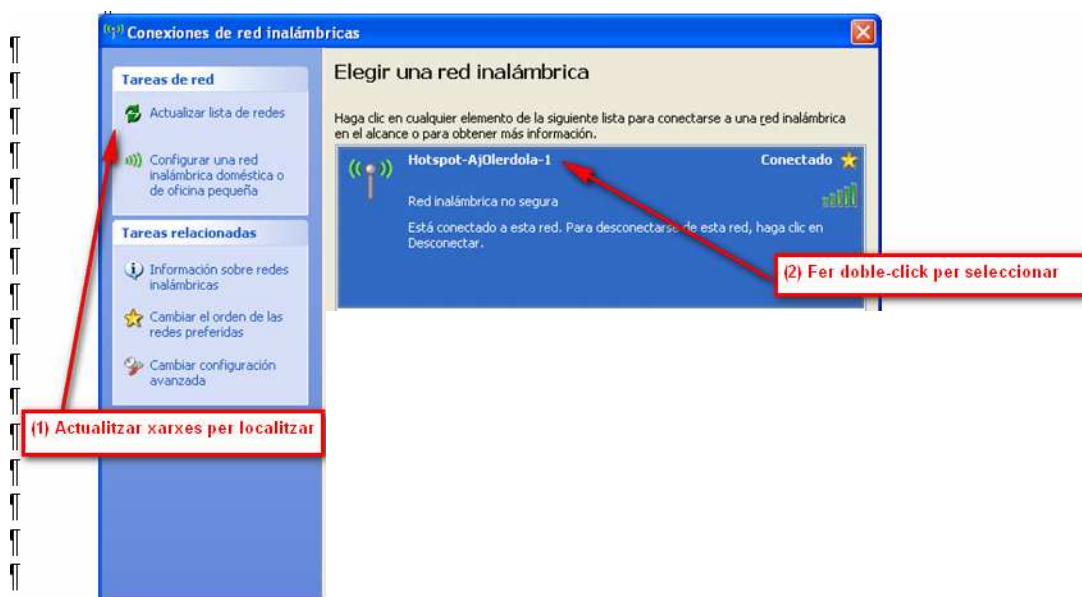 Conexiones de red inalámbricas
Tareas de red
Actualizar lista de redes
Configurar una red
inalámbrica doméstica o
de oficina pequeña
Tareas relacionadas
Información sobre redes
inalámbricas
Cambiar el orden de las
redes preferidas
Cambiar configuración
avanzada
Elegir una red inalámbrica
Haga clic en cualquier elemento de la siguiente lista para conectarse a una red inalámbrica
en el alcance o para obtener más información.
Hotspot-AjOlerdola-1
Conectado
Red inalámbrica no segura
Está conectado a esta red. Para desconectarse de esta red, haga clic en
Desconectar.
(2) Fer doble-click per seleccionar
(1) Actualitzar xarxes per localitzar